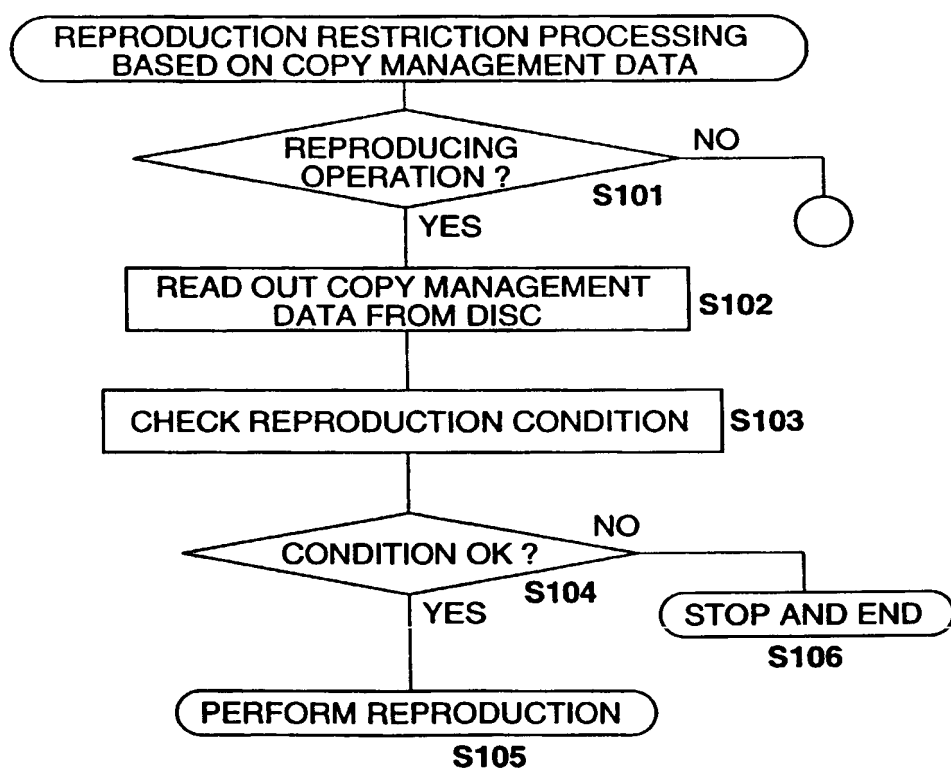 REPRODUCTION RESTRICTION PROCESSING
BASED ON COPY MANAGEMENT DATA
REPRODUCING
OPERATION ?
NO
S101
YES
READ OUT COPY MANAGEMENT
DATA FROM DISC
S102
CHECK REPRODUCTION CONDITION
S103
CONDITION OK ?
NO
S104
YES
STOP AND END
S106
PERFORM REPRODUCTION
S105